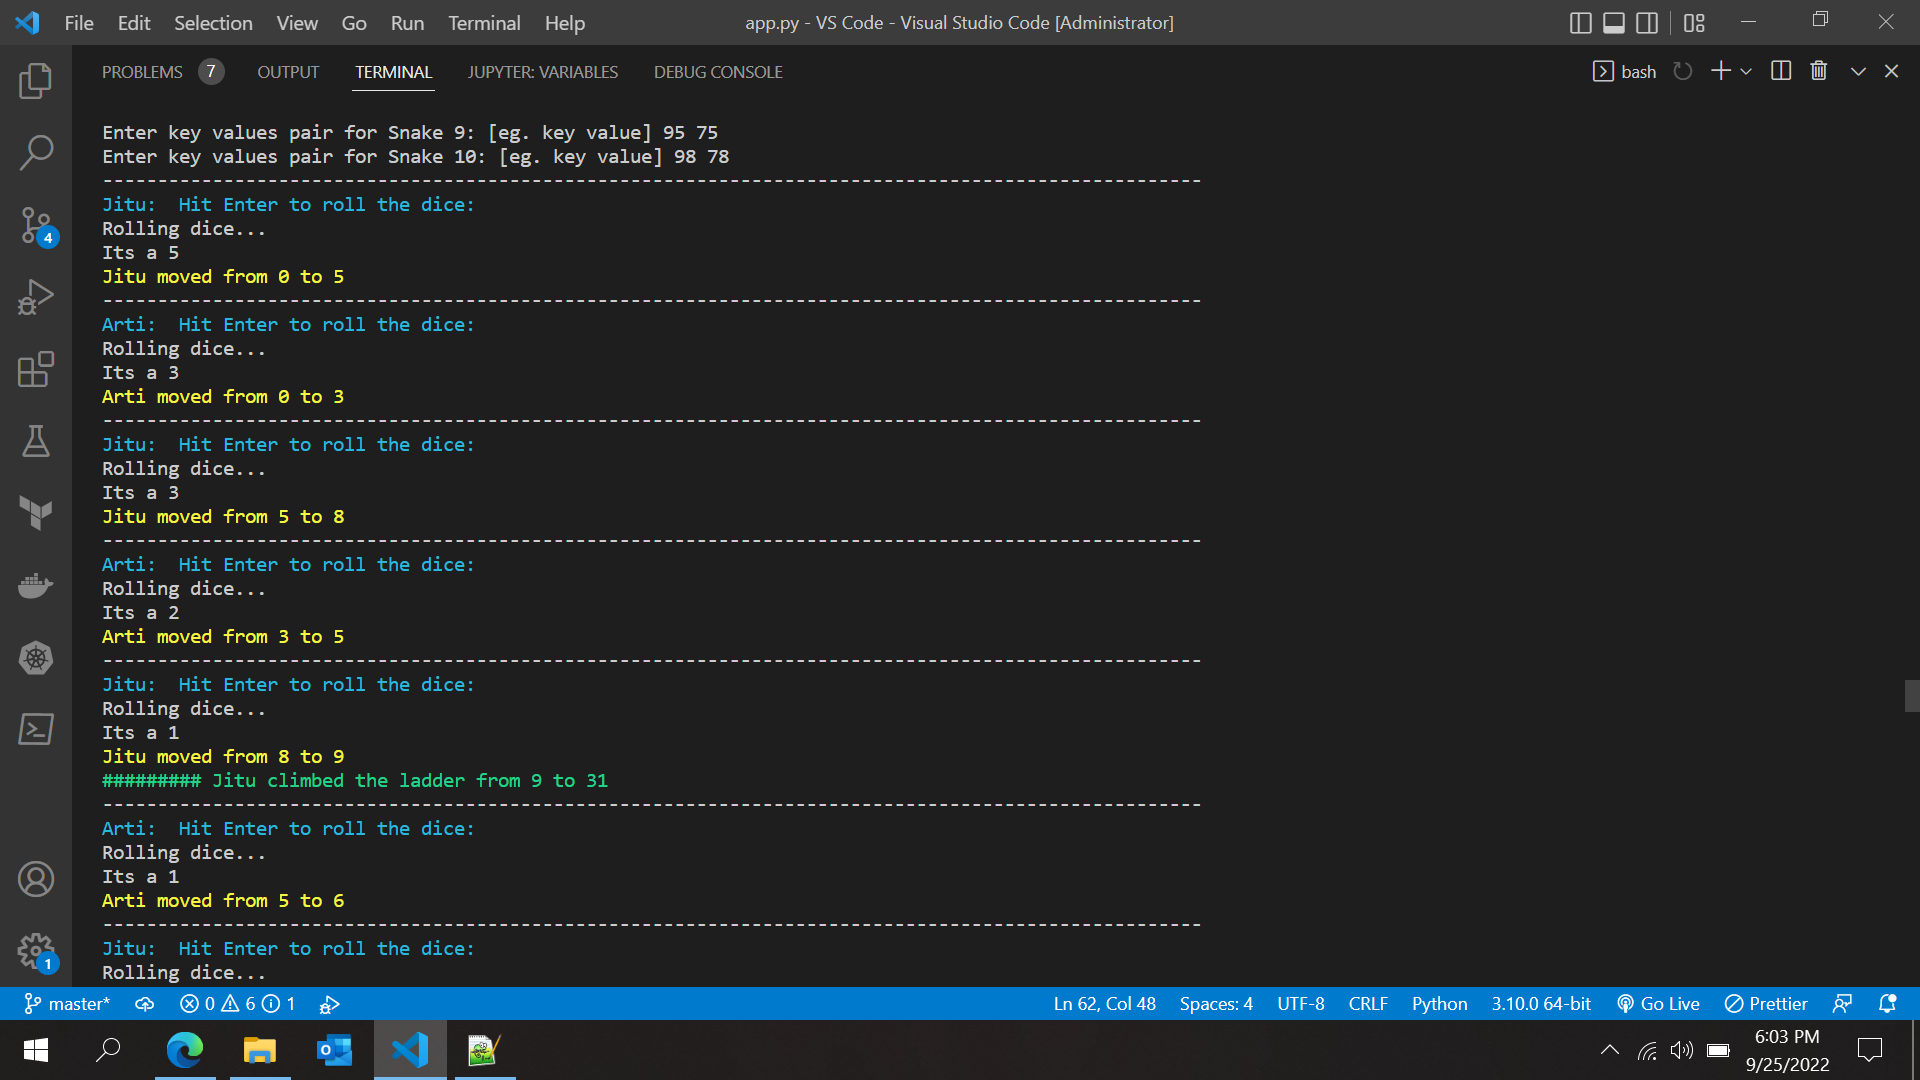 File Edit Selection View Go Run Terminal Help app.py - VS Code - Visual Studio Code [Administrator]
PROBLEMS 7 OUTPUT TERMINAL JUPYTER: VARIABLES DEBUG CONSOLE bash
Enter key values pair for Snake 9: [eg. key value] 95 75
Enter key values pair for Snake 10: [eg. key value] 98 78
----------------------------------------------------------------------------------------------------
Jitu:  Hit Enter to roll the dice:
Rolling dice...
Its a 5
Jitu moved from 0 to 5
----------------------------------------------------------------------------------------------------
Arti:  Hit Enter to roll the dice:
Rolling dice...
Its a 3
Arti moved from 0 to 3
----------------------------------------------------------------------------------------------------
Jitu:  Hit Enter to roll the dice:
Rolling dice...
Its a 3
Jitu moved from 5 to 8
----------------------------------------------------------------------------------------------------
Arti:  Hit Enter to roll the dice:
Rolling dice...
Its a 2
Arti moved from 3 to 5
----------------------------------------------------------------------------------------------------
Jitu:  Hit Enter to roll the dice:
Rolling dice...
Its a 1
Jitu moved from 8 to 9
######### Jitu climbed the ladder from 9 to 31
----------------------------------------------------------------------------------------------------
Arti:  Hit Enter to roll the dice:
Rolling dice...
Its a 1
Arti moved from 5 to 6
----------------------------------------------------------------------------------------------------
Jitu:  Hit Enter to roll the dice:
Rolling dice...
4
1
master* 0 6 1 Ln 62, Col 48 Spaces: 4 UTF-8 CRLF Python 3.10.0 64-bit Go Live Prettier
6:03 PM
9/25/2022